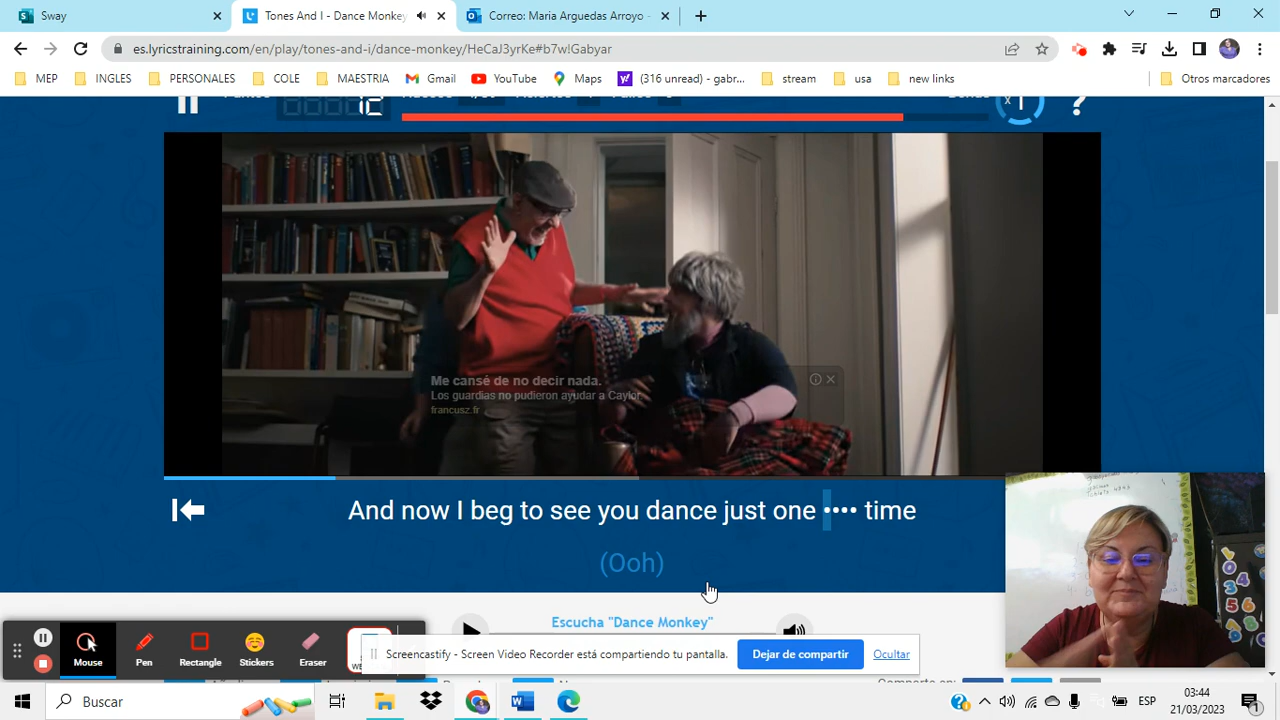 Sway
Tones And I - Dance Monkey
Correo: Maria Arguedas Arroyo -
es.lyricstraining.com/en/play/tones-and-i/dance-monkey/HeCaJ3yrKe#b7wlGabyar
MEP
INGLES
PERSONALES
COLE
MAESTRIA
Gmail
YouTube
Maps
(316 unread) - gabr...
stream
usa
new links
Otros marcadores
12
x1
?
Me cansé de no decir nada.
Los guardias no pudieron ayudar a Caylor
francusz.fr
And now I beg to see you dance just one •••• time
(Ooh)
Escucha "Dance Monkey"
Mouse
Pen
Rectangle
Stickers
Eraser
Screencastify - Screen Video Recorder está compartiendo tu pantalla.
Dejar de compartir
Ocultar
Buscar
ESP
03:44
21/03/2023